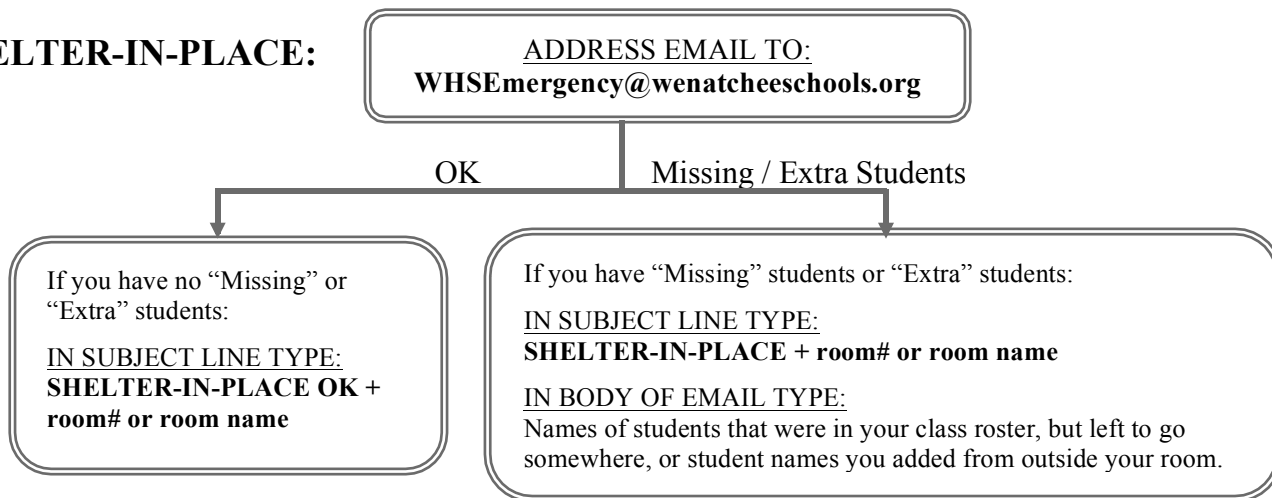 ELTER-IN-PLACE:
ADDRESS EMAIL TO:
WHSEmergency@wenatcheeschools.org
OK
Missing / Extra Students
If you have no “Missing” or
“Extra” students:
IN SUBJECT LINE TYPE:
SHELTER-IN-PLACE OK +
room# or room name
If you have “Missing” students or “Extra” students:
IN SUBJECT LINE TYPE:
SHELTER-IN-PLACE + room# or room name
IN BODY OF EMAIL TYPE:
Names of students that were in your class roster, but left to go
somewhere, or student names you added from outside your room.